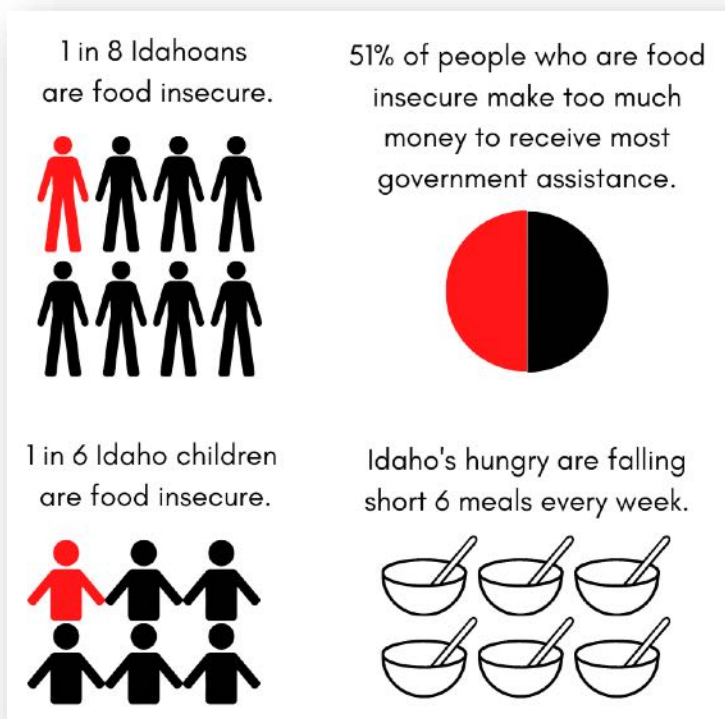 1 in 8 Idahoans
are food insecure.
51% of people who are food
insecure make too much
money to receive most
government assistance.
1 in 6 Idaho children
are food insecure.
Idaho's hungry are falling
short 6 meals every week.